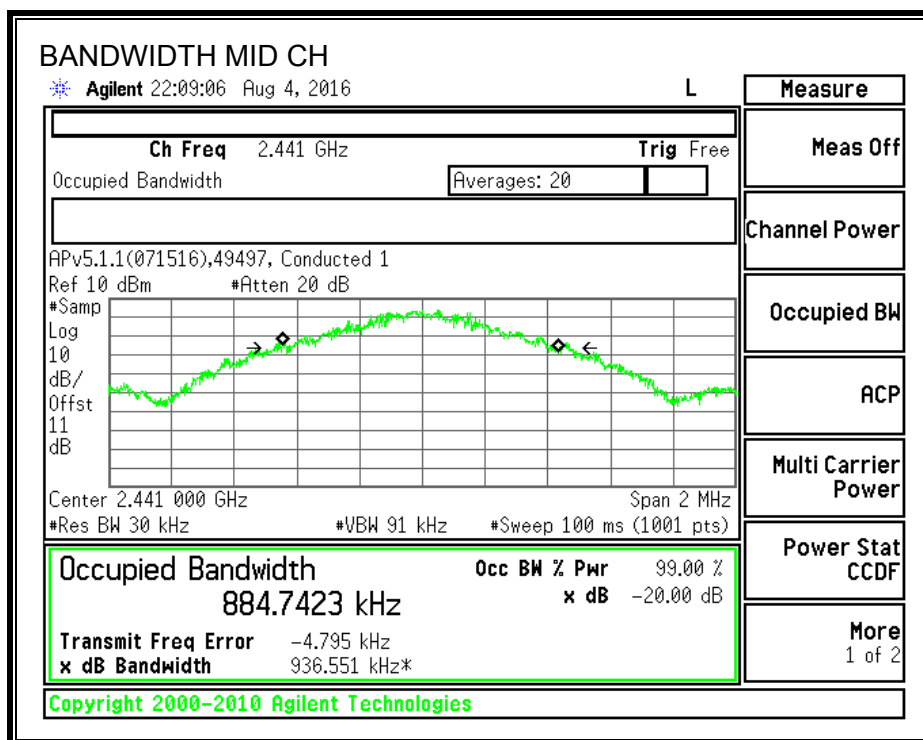 BANDWIDTH MID CH
Agilent 22:09:06 Aug 4, 2016 L
Measure
Ch Freq 2.441 GHz Trig Free
Meas Off
Occupied Bandwidth Averages: 20
Channel Power
APv5.1.1(071516),49497, Conducted 1
Ref 10 dBm #Atten 20 dB
#Samp
Log
10
dB/
Offst
11
dB
Occupied BW
ACP
Multi Carrier
Power
Center 2.441 000 GHz Span 2 MHz
#Res BW 30 kHz #VBW 91 kHz #Sweep 100 ms (1001 pts)
Power Stat
CCDF
Occupied Bandwidth Occ BW % Pwr 99.00 %
884.7423 kHz x dB -20.00 dB
Transmit Freq Error -4.795 kHz
x dB Bandwidth 936.551 kHz*
More
1 of 2
Copyright 2000-2010 Agilent Technologies